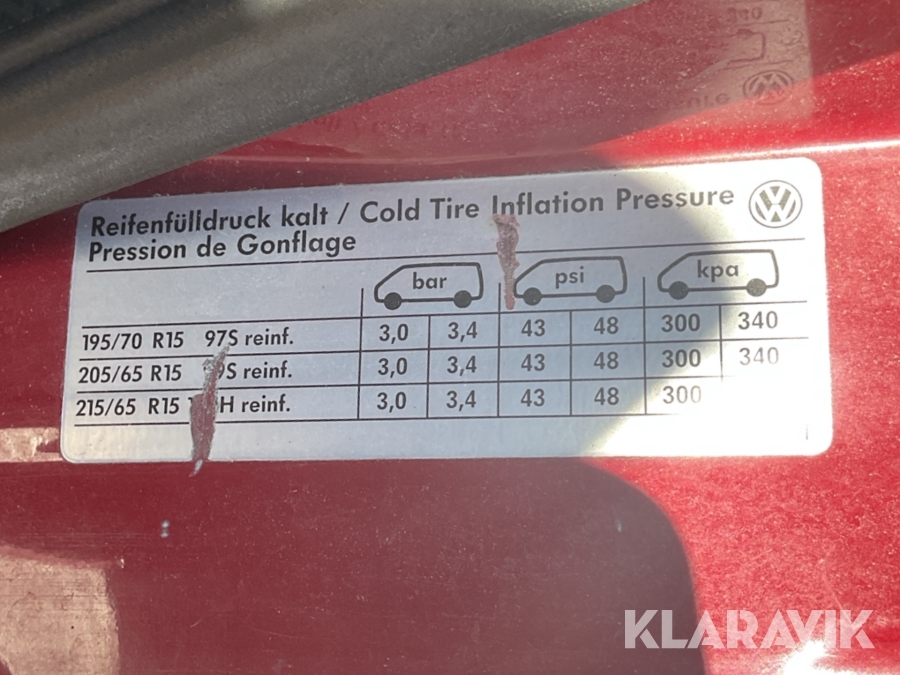 Reifenfülldruck kalt / Cold Tire Inflation Pressure
Pression de Gonflage
bar psi kpa
195/70 R15 97S reinf. 3,0 3,4 43 48 300 340
205/65 R15 reinf. 3,0 3,4 43 48 300 340
215/65 R15 reinf. 3,0 3,4 43 48 300
KLARAVIK